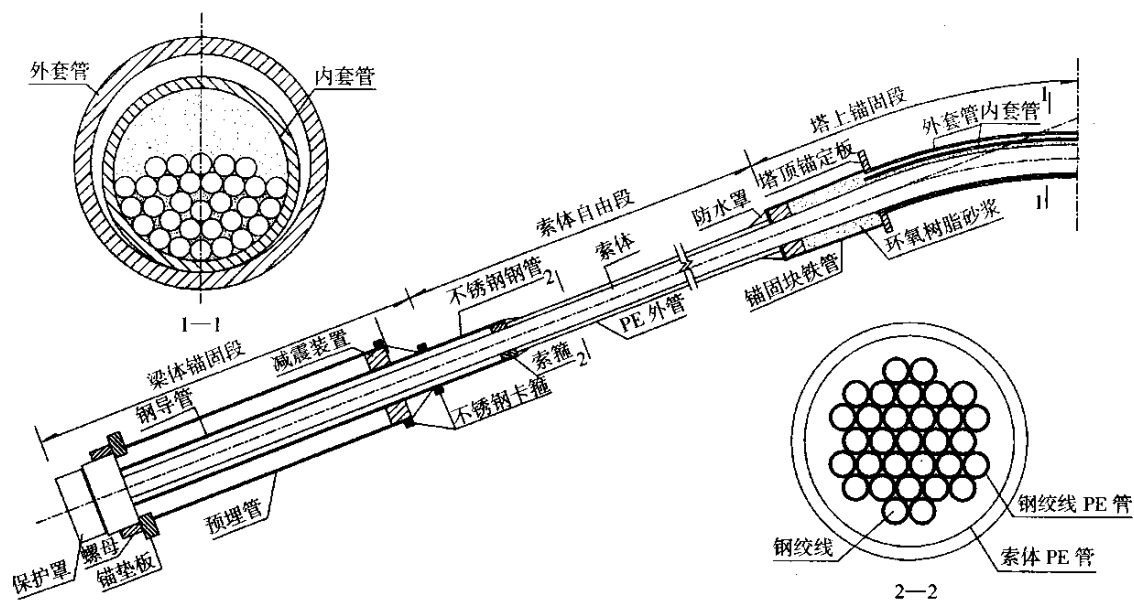 外套管
内套管
1—1
塔上锚固段
1
外套管
内套管
塔顶锚定板
防水罩
索体自由段
索体
1
环氧树脂砂浆
锚固块铁管
不锈钢钢管
2
PE 外管
减震装置
索箍
2
梁体锚固段
钢导管
不锈钢卡箍
预埋管
螺母
保护罩
锚垫板
钢绞线 PE 管
钢绞线
索体 PE 管
2—2